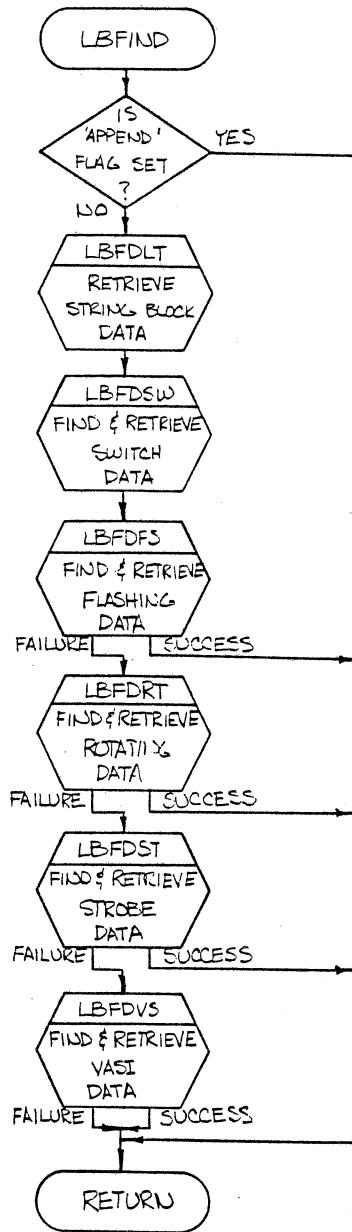 LBFIND
IS
'APPEND'
FLAG SET
?
YES
NO
LBFDLT
RETRIEVE
STRING BLOCK
DATA
LBFDSW
FIND & RETRIEVE
SWITCH
DATA
LBFDFS
FIND & RETRIEVE
FLASHING
DATA
FAILURE SUCCESS
LBFDRT
FIND & RETRIEVE
ROTATING
DATA
FAILURE SUCCESS
LBFDST
FIND & RETRIEVE
STROBE
DATA
FAILURE SUCCESS
LBFDVS
FIND & RETRIEVE
VASI
DATA
FAILURE SUCCESS
RETURN